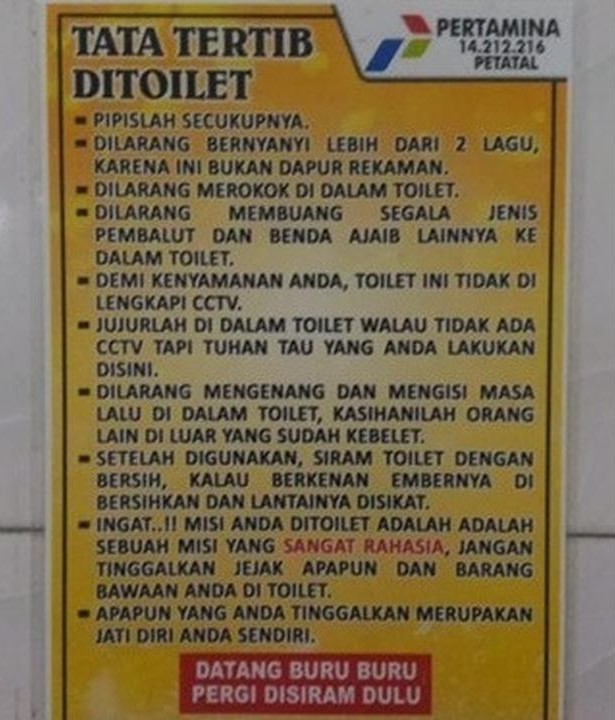 TATA TERTIB
DITOILET
PERTAMINA
14.212.216
PETATAL
- PIPISLAH SECUKUPNYA.
- DILARANG BERNYANYI LEBIH DARI 2 LAGU,
KARENA INI BUKAN DAPUR REKAMAN.
- DILARANG MEROKOK DI DALAM TOILET.
- DILARANG MEMBUANG SEGALA JENIS
PEMBALUT DAN BENDA AJAIB LAINNYA KE
DALAM TOILET.
- DEMI KENYAMANAN ANDA, TOILET INI TIDAK DI
LENGKAPI CCTV.
- JUJURLAH DI DALAM TOILET WALAU TIDAK ADA
CCTV TAPI TUHAN TAU YANG ANDA LAKUKAN
DISINI.
- DILARANG MENGENANG DAN MENGISI MASA
LALU DI DALAM TOILET, KASIHANILAH ORANG
LAIN DI LUAR YANG SUDAH KEBELET.
- SETELAH DIGUNAKAN, SIRAM TOILET DENGAN
BERSIH, KALAU BERKENAN EMBERNYA DI
BERSIHKAN DAN LANTAINYA DISIKAT.
- INGAT..!! MISI ANDA DITOILET ADALAH ADALAH
SEBUAH MISI YANG SANGAT RAHASIA, JANGAN
TINGGALKAN JEJAK APAPUN DAN BARANG
BAWAAN ANDA DI TOILET.
- APAPUN YANG ANDA TINGGALKAN MERUPAKAN
JATI DIRI ANDA SENDIRI.
DATANG BURU BURU
PERGI DISIRAM DULU